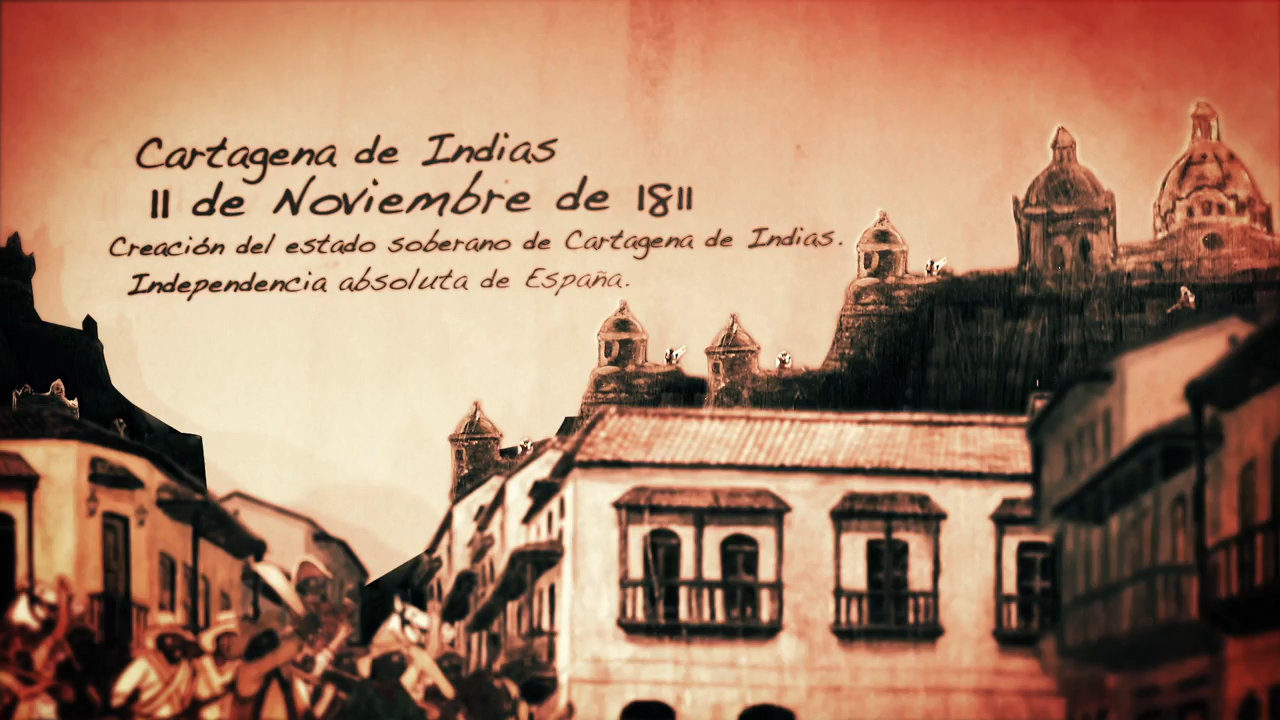 Cartagena de Indias
11 de Noviembre de 1811
Creación del estado soberano de Cartagena de Indias.
Independencia absoluta de España.